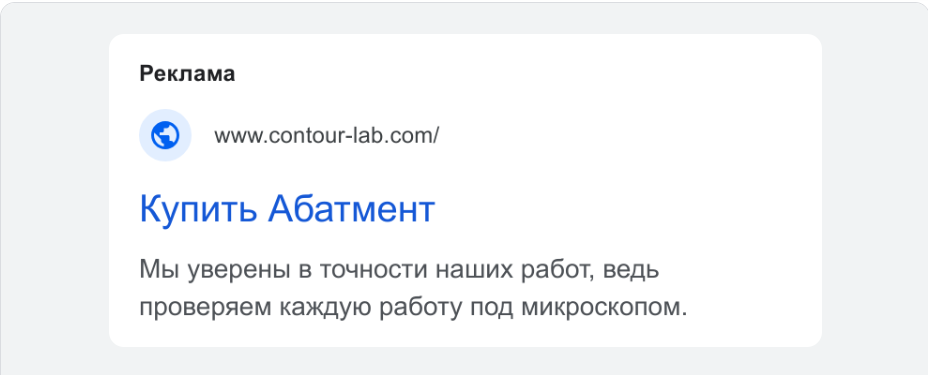 Реклама
www.contour-lab.com/
Купить Абатмент
Мы уверены в точности наших работ, ведь
проверяем каждую работу под микроскопом.